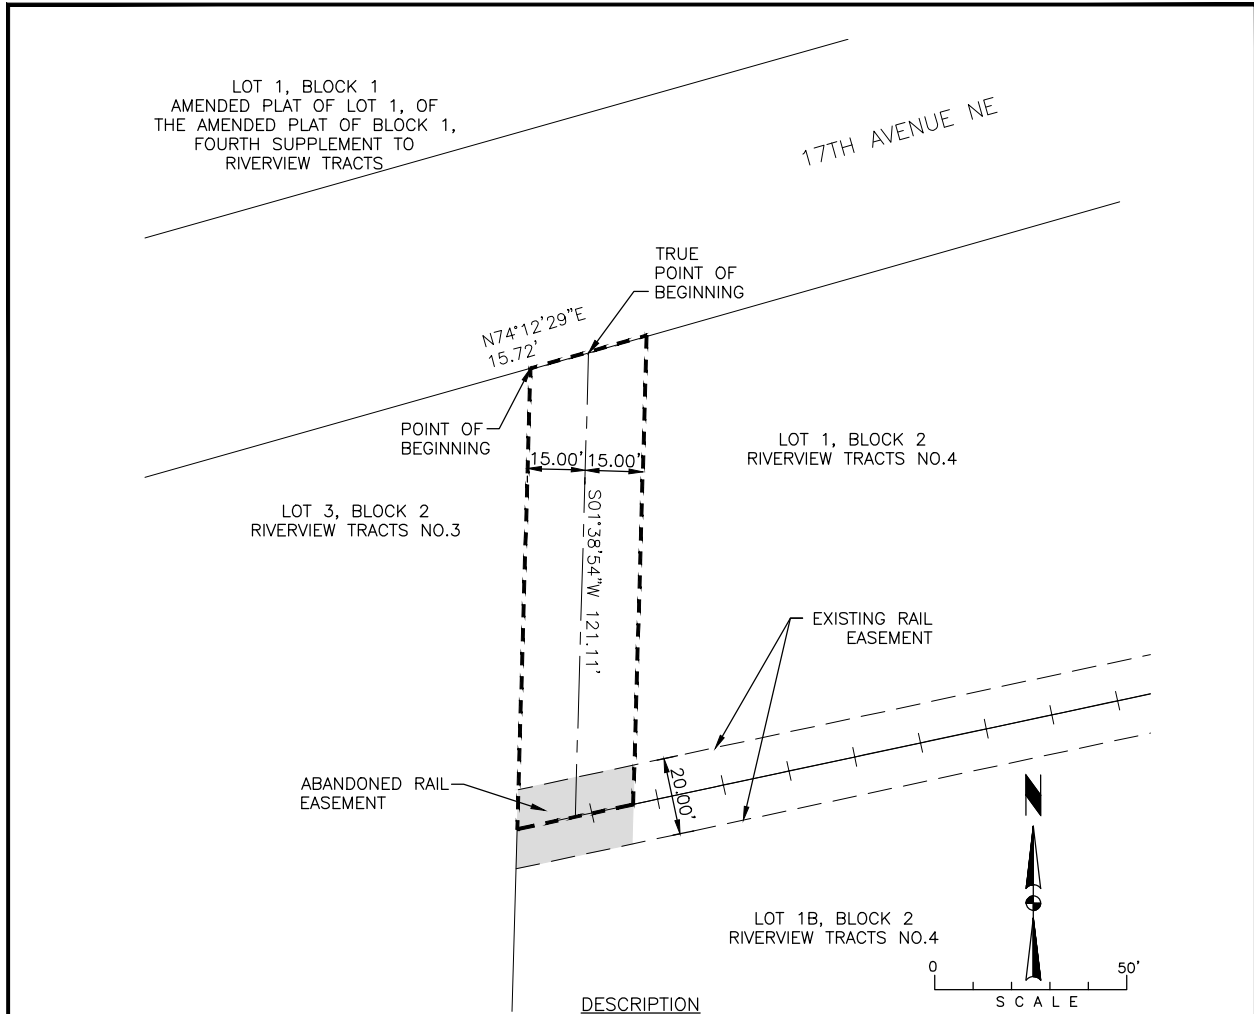 LOT 1, BLOCK 1
AMENDED PLAT OF LOT 1, OF
THE AMENDED PLAT OF BLOCK 1,
FOURTH SUPPLEMENT TO
RIVERVIEW TRACTS
17TH AVENUE NE
TRUE
POINT OF
BEGINNING
N74°12'29"E
15.72'
POINT OF
BEGINNING
LOT 1, BLOCK 2
RIVERVIEW TRACTS NO.4
15.00'
15.00'
LOT 3, BLOCK 2
RIVERVIEW TRACTS NO.3
S01°38'54"W 121.11'
EXISTING RAIL
EASEMENT
ABANDONED RAIL
EASEMENT
20.00'
N
LOT 1B, BLOCK 2
RIVERVIEW TRACTS NO.4
0
50'
SCALE
DESCRIPTION